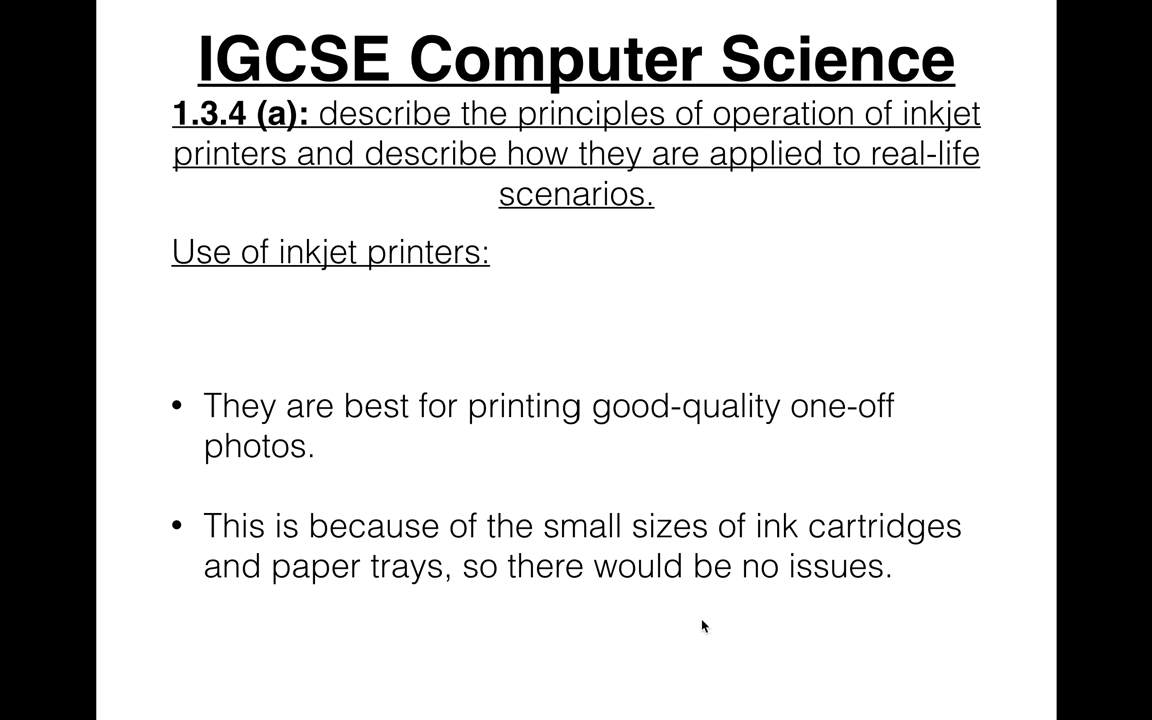 IGCSE Computer Science
1.3.4 (a): describe the principles of operation of inkjet
printers and describe how they are applied to real-life
scenarios.
Use of inkjet printers:
• They are best for printing good-quality one-off
photos.
• This is because of the small sizes of ink cartridges
and paper trays, so there would be no issues.